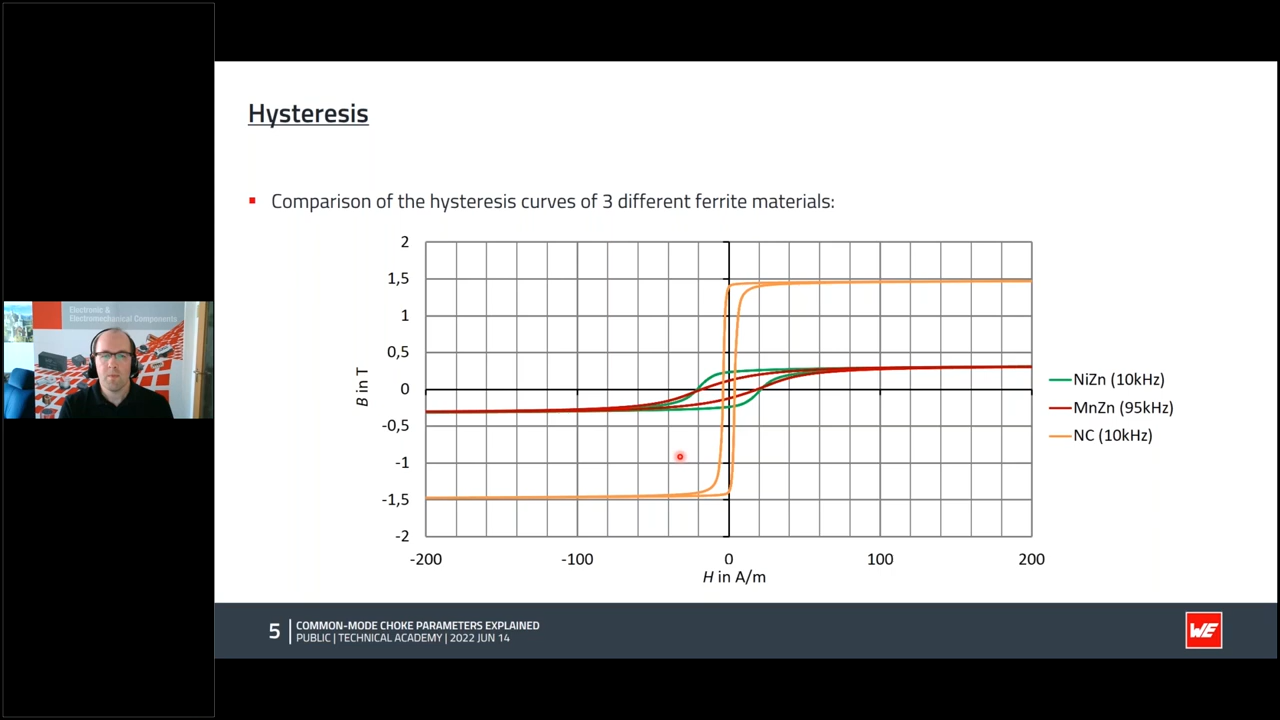 Hysteresis
Comparison of the hysteresis curves of 3 different ferrite materials:
2
1,5
1
0,5
0
-0,5
-1
-1,5
-2
B in T
-200
-100
0
100
200
H in A/m
NiZn (10kHz)
MnZn (95kHz)
NC (10kHz)
Electronic &
Electromechanical Components
5
COMMON-MODE CHOKE PARAMETERS EXPLAINED
PUBLIC | TECHNICAL ACADEMY | 2022 JUN 14
WE